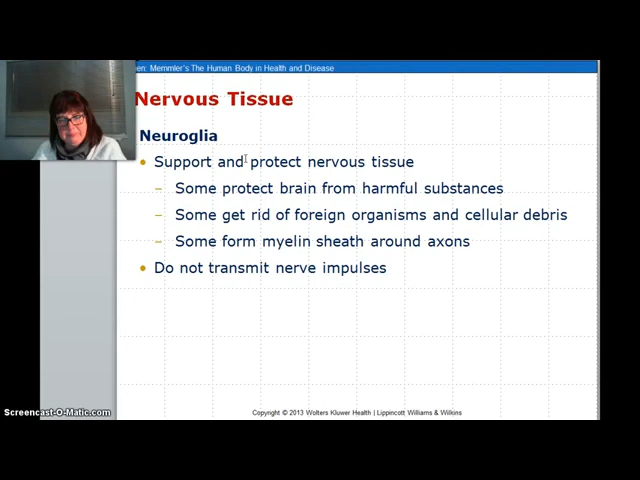 en: Memmler's The Human Body in Health and Disease
Nervous Tissue
Neuroglia
• Support and protect nervous tissue
– Some protect brain from harmful substances
– Some get rid of foreign organisms and cellular debris
– Some form myelin sheath around axons
• Do not transmit nerve impulses
Copyright © 2013 Wolters Kluwer Health | Lippincott Williams & Wilkins
Screencast-O-Matic.com